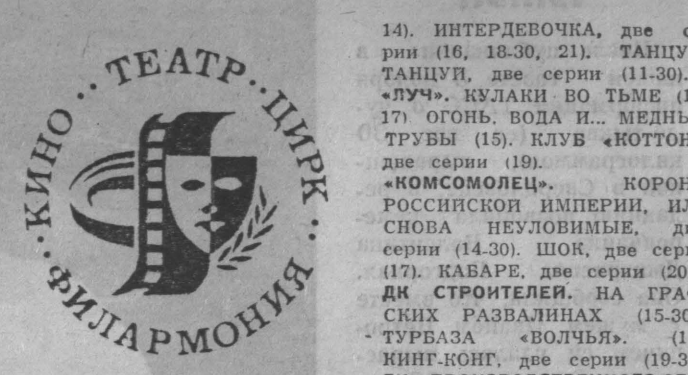 КИНО ·· ТЕАТР ·· ЦИРК ·· ФИЛАРМОНИЯ ··
14). ИНТЕРДЕВОЧКА, две с
рии (16, 18-30, 21). ТАНЦУ
ТАНЦУЙ, две серии (11-30).
«ЛУЧ». КУЛАКИ ВО ТЬМЕ (1
17) ОГОНЬ, ВОДА И... МЕДНЫ
ТРУБЫ (15). КЛУБ «КОТТОН
две серии (19).
«КОМСОМОЛЕЦ». КОРОН
РОССИЙСКОЙ ИМПЕРИИ, ИЛ
СНОВА НЕУЛОВИМЫЕ, д
серии (14-30). ШОК, две сер
(17). КАБАРЕ, две серии (20
ДК СТРОИТЕЛЕЙ. НА ГРА
СКИХ РАЗВАЛИНАХ (15-30
ТУРБАЗА «ВОЛЧЬЯ». (1
КИНГ-КОНГ, две серии (19-3